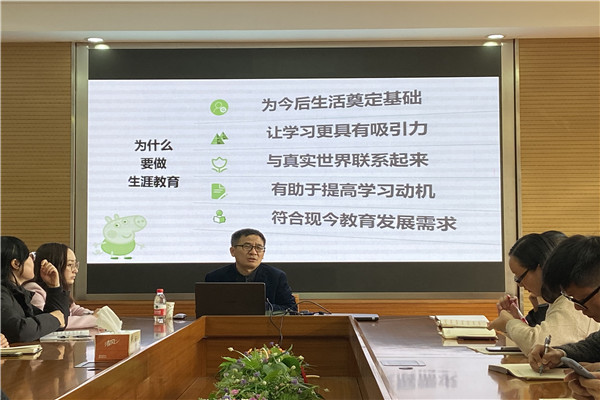 为什么
要做
生涯教育
为今后生活奠定基础
让学习更具有吸引力
与真实世界联系起来
有助于提高学习动机
符合现今教育发展需求